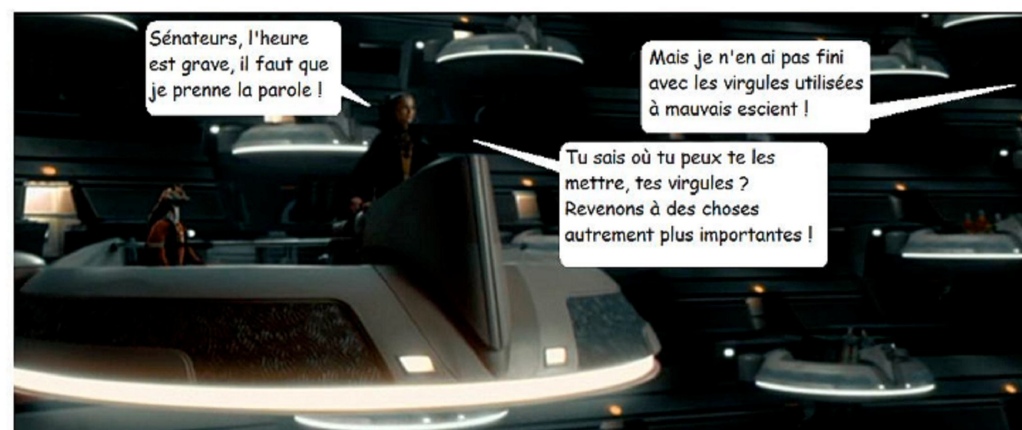 Sénateurs, l'heure
est grave, il faut que
je prenne la parole !
Mais je n'en ai pas fini
avec les virgules utilisées
à mauvais escient !
Tu sais où tu peux te les
mettre, tes virgules ?
Revenons à des choses
autrement plus importantes !